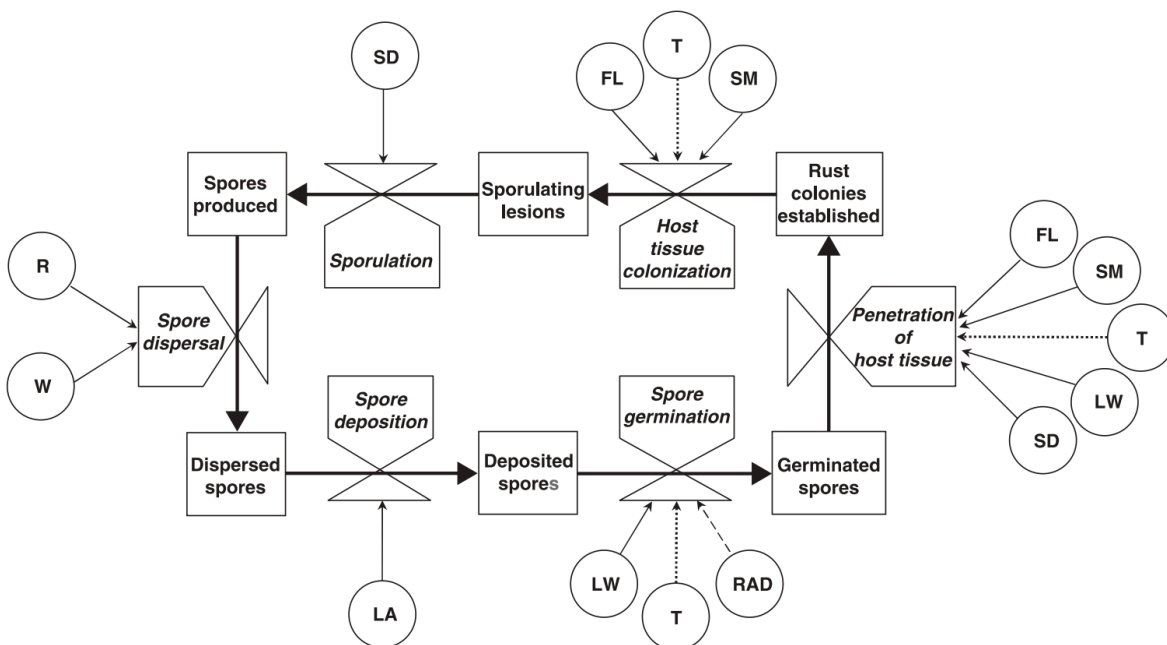 SD
T
FL
SM
Spores
produced
Sporulation
Sporulating
lesions
Host
tissue
colonization
Rust
colonies
established
R
W
Spore
dispersal
FL
SM
T
LW
SD
Penetration
of
host tissue
Dispersed
spores
Spore
deposition
Deposited
spores
Spore
germination
Germinated
spores
LA
LW
T
RAD